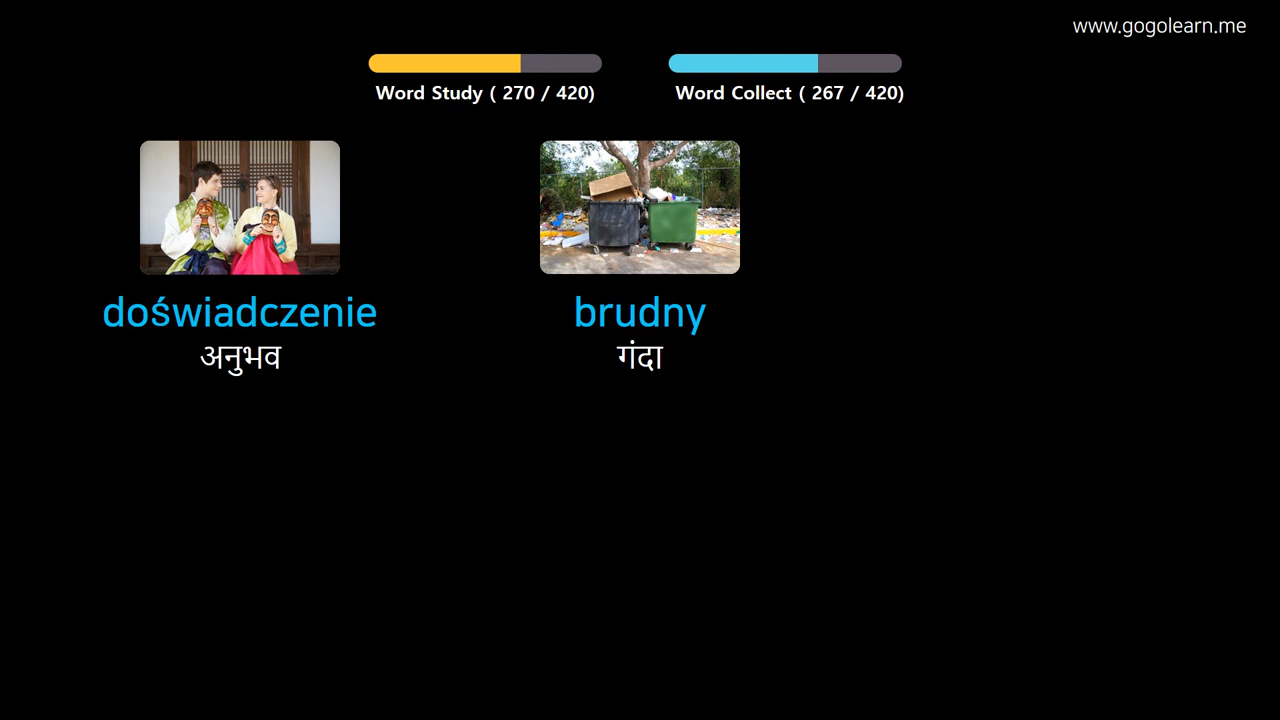 www.gogolearn.me
Word Study ( 270 / 420)
Word Collect ( 267 / 420)
doświadczenie
अनुभव
brudny
गंदा